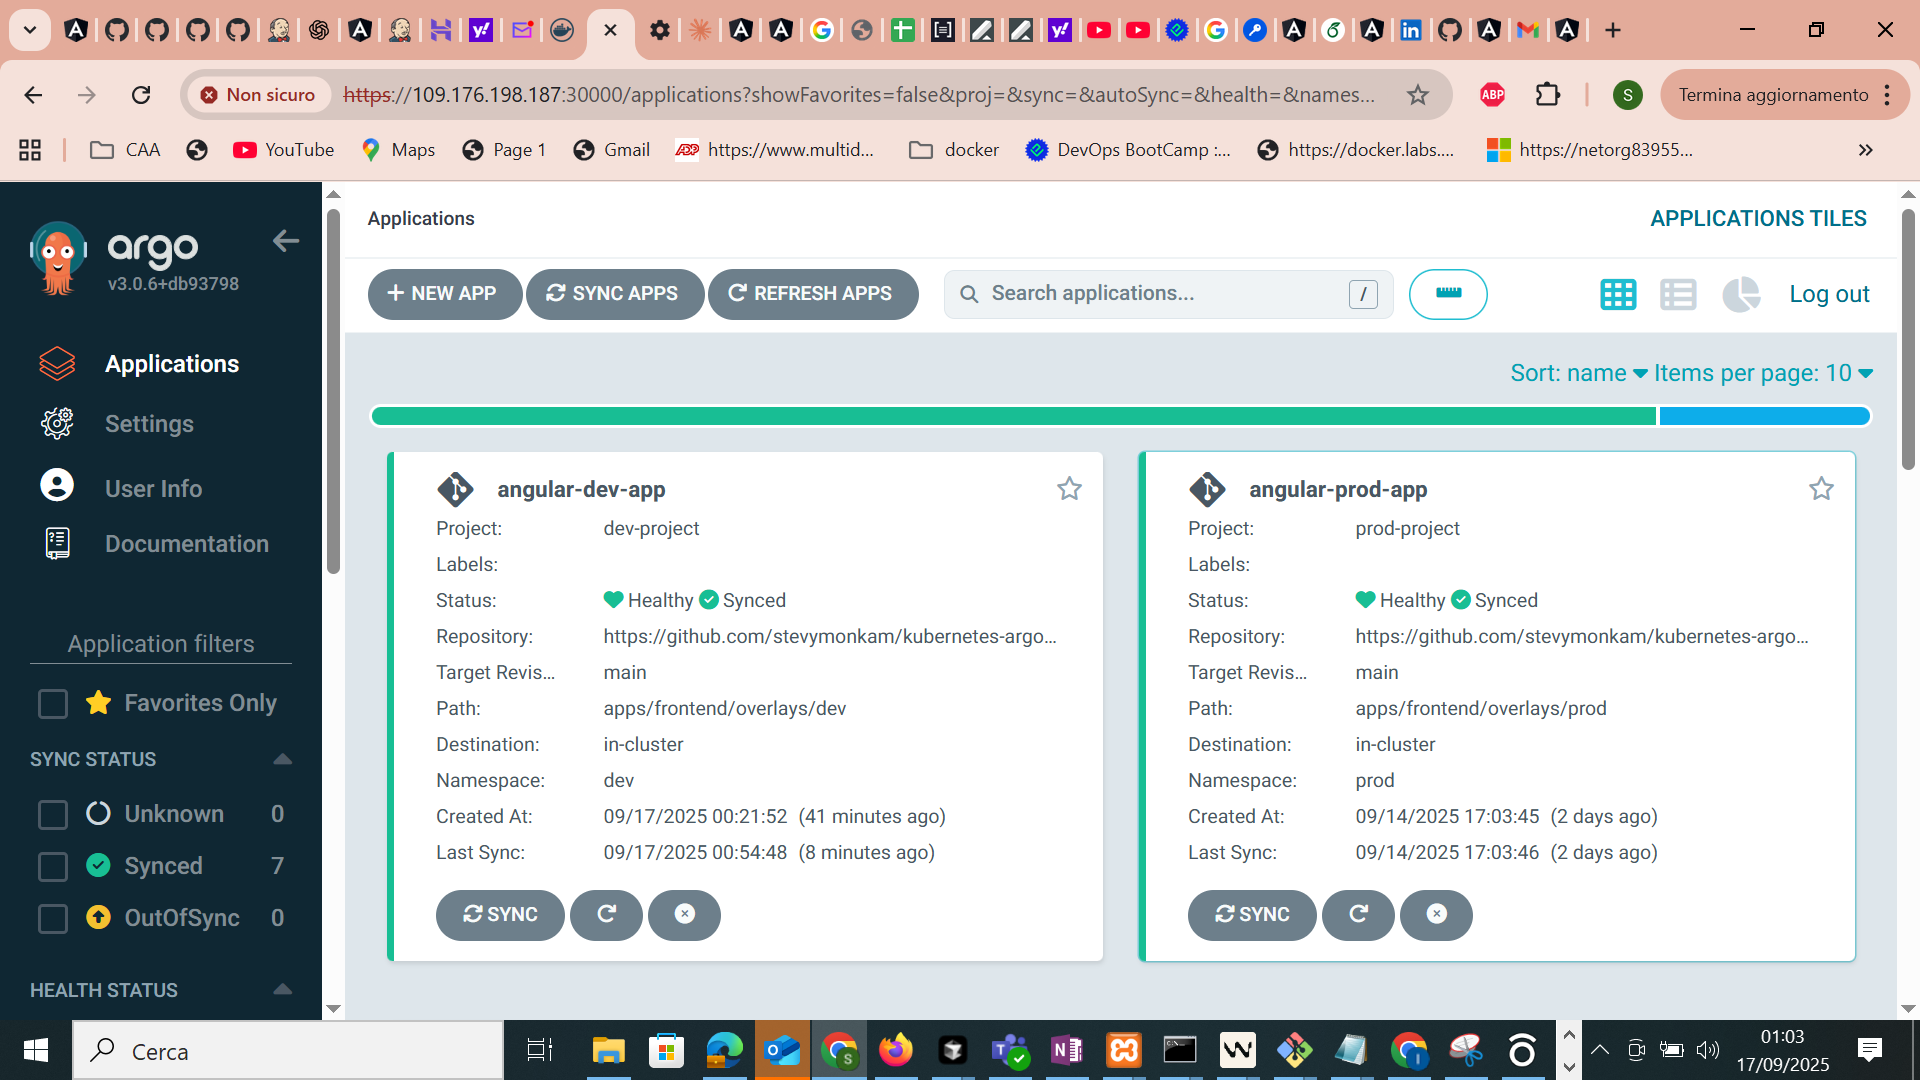 Non sicuro
https://109.176.198.187:30000/applications?showFavorites=false&proj=&sync=&autoSync=&health=&names...
ABP
S
Termina aggiornamento
CAA
YouTube
Maps
Page 1
Gmail
ADP
https://www.multid...
docker
DevOps BootCamp :...
https://docker.labs....
https://netorg83955...
»
argo
v3.0.6+db93798
Applications
Settings
User Info
Documentation
Application filters
Favorites Only
SYNC STATUS
Unknown 0
Synced 7
OutOfSync 0
HEALTH STATUS
Applications
APPLICATIONS TILES
+ NEW APP
SYNC APPS
REFRESH APPS
Search applications...
/
Log out
Sort: name
Items per page: 10
angular-dev-app
Project: dev-project
Labels:
Status: Healthy Synced
Repository: https://github.com/stevymonkam/kubernetes-argo...
Target Revis... main
Path: apps/frontend/overlays/dev
Destination: in-cluster
Namespace: dev
Created At: 09/17/2025 00:21:52 (41 minutes ago)
Last Sync: 09/17/2025 00:54:48 (8 minutes ago)
SYNC
angular-prod-app
Project: prod-project
Labels:
Status: Healthy Synced
Repository: https://github.com/stevymonkam/kubernetes-argo...
Target Revis... main
Path: apps/frontend/overlays/prod
Destination: in-cluster
Namespace: prod
Created At: 09/14/2025 17:03:45 (2 days ago)
Last Sync: 09/14/2025 17:03:46 (2 days ago)
SYNC
Cerca
01:03
17/09/2025